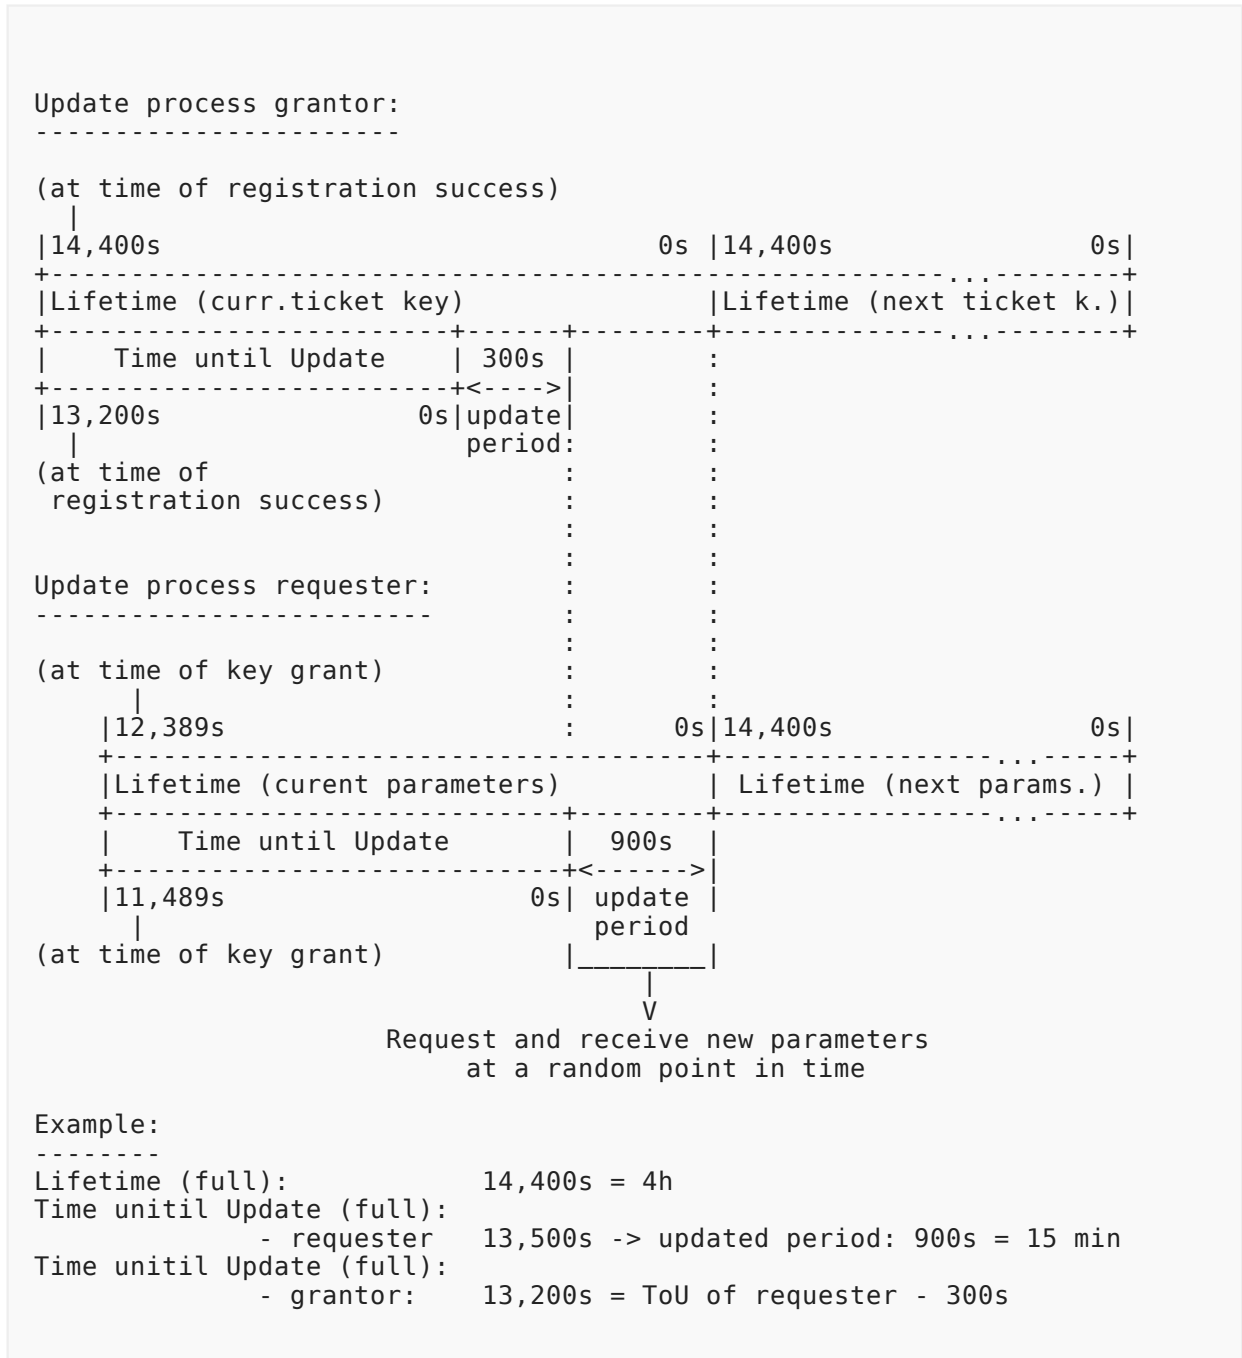 Update process grantor:
-----------------------

(at time of registration success)
  |
|14,400s                               0s |14,400s                0s|
+--------------------------------------------------------...--------+
|Lifetime (curr.ticket key)               |Lifetime (next ticket k.)|
+-------------------------+------+--------+--------------...--------+
|    Time until Update    | 300s |        :
+-------------------------+<---->|        :
|13,200s                0s|update|        :
  |                        period:        :
(at time of                      :        :
 registration success)           :        :
                                 :        :
                                 :        :
Update process requester:        :        :
-------------------------        :        :
                                 :        :
(at time of key grant)           :        :
      |                          :        :
    |12,389s                     :      0s|14,400s                0s|
    +-------------------------------------+-----------------...-----+
    |Lifetime (curent parameters)         | Lifetime (next params.) |
    +----------------------------+--------+-----------------...-----+
    |    Time until Update       |  900s  |
    +----------------------------+<------>|
    |11,489s                   0s| update |
      |                            period
(at time of key grant)           |________|
                                      |
                                      V
                      Request and receive new parameters
                           at a random point in time

Example:
--------
Lifetime (full):            14,400s = 4h
Time unitil Update (full):
              - requester   13,500s -> updated period: 900s = 15 min
Time unitil Update (full):
              - grantor:    13,200s = ToU of requester - 300s